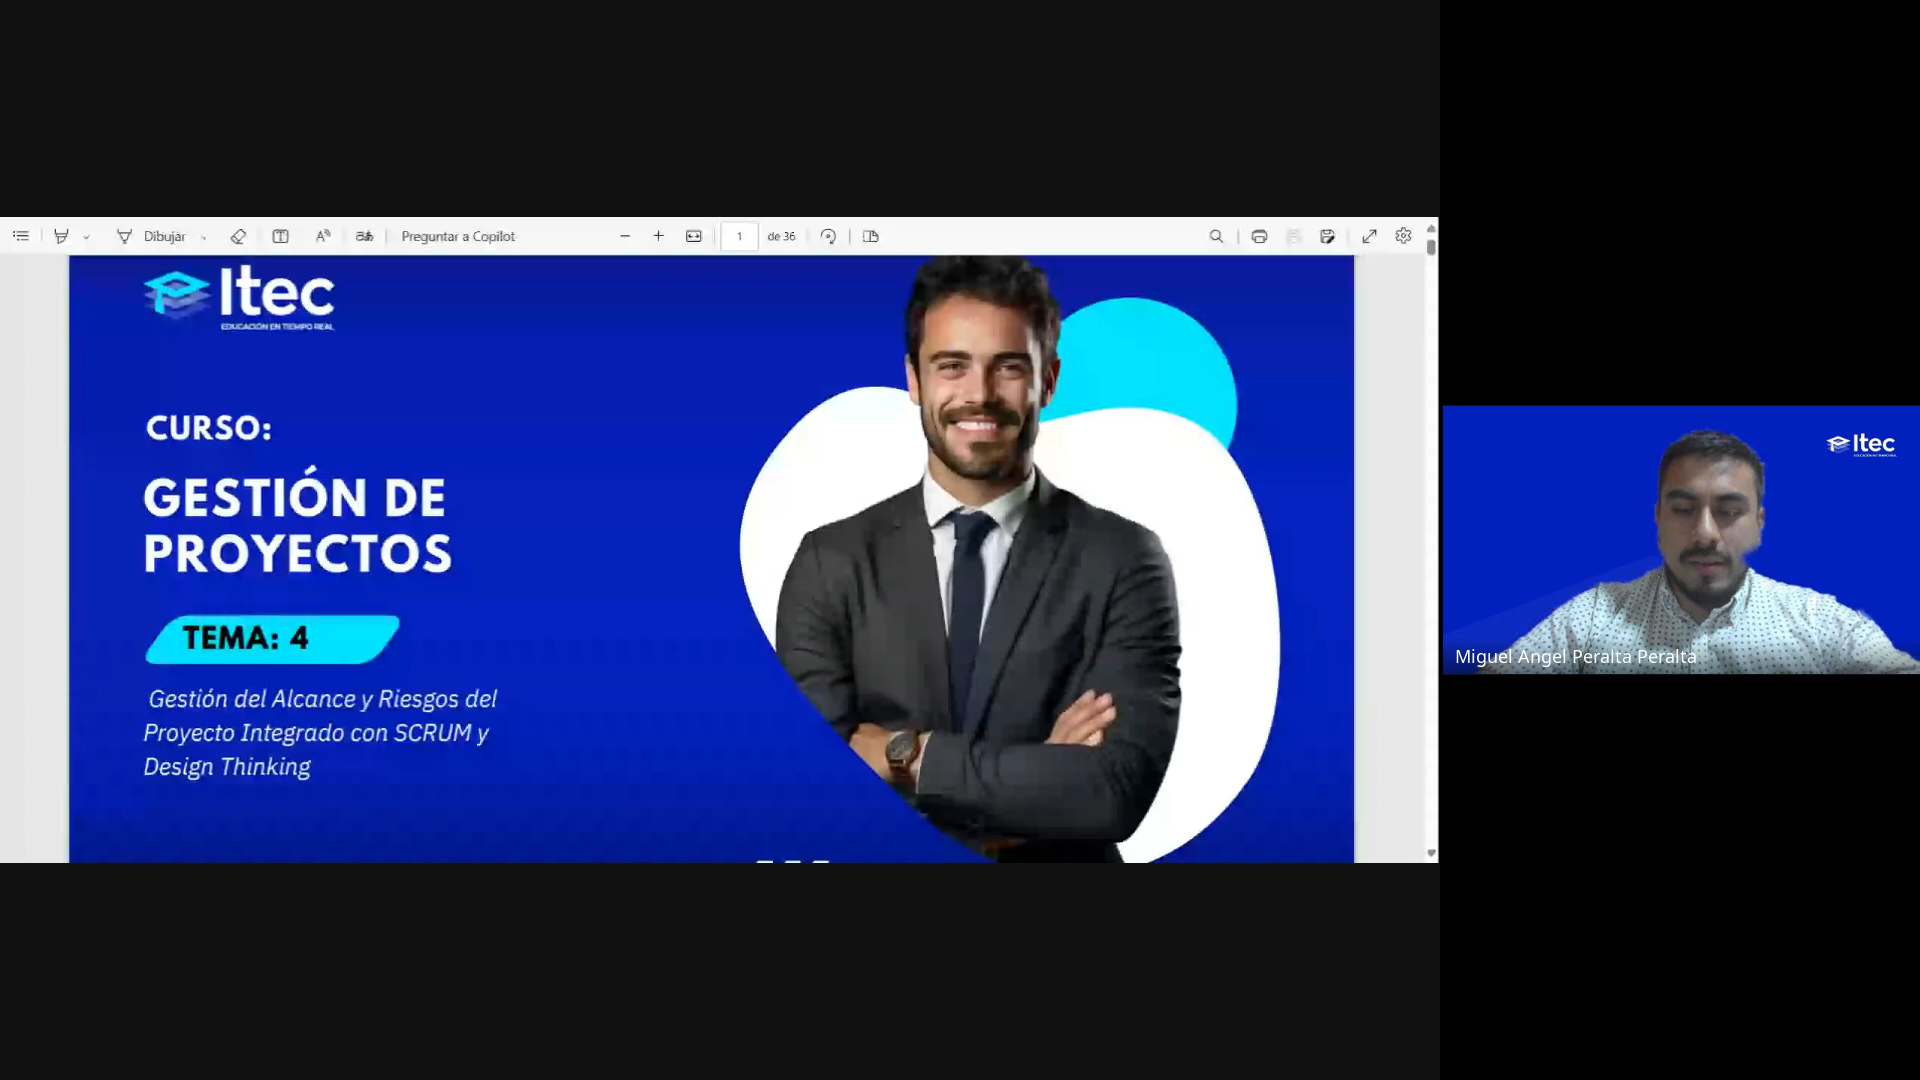 Dibujar
Preguntar a Copilot
1
de 36
Itec
EDUCACIÓN EN TIEMPO REAL
CURSO:
GESTIÓN DE
PROYECTOS
TEMA: 4
Gestión del Alcance y Riesgos del
Proyecto Integrado con SCRUM y
Design Thinking
Itec
Miguel Angel Peralta Peralta